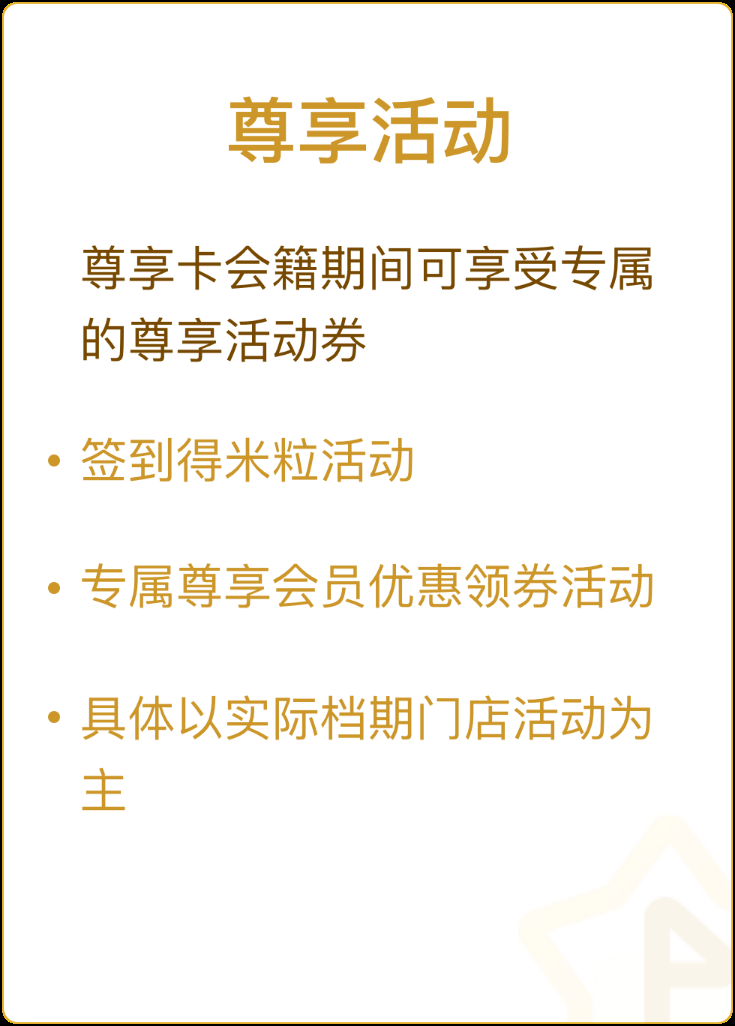 尊享活动
尊享卡会籍期间可享受专属
的尊享活动券
• 签到得米粒活动
• 专属尊享会员优惠领券活动
• 具体以实际档期门店活动为
主